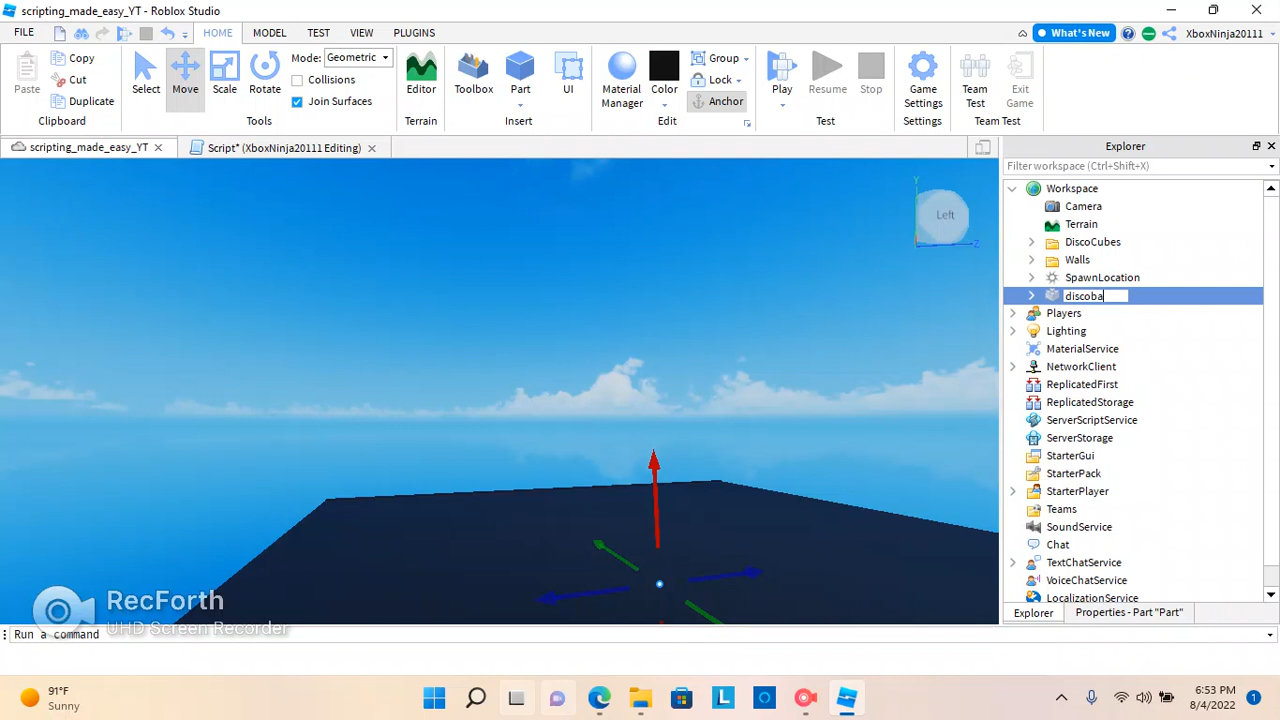 scripting_made_easy_YT - Roblox Studio
FILE HOME MODEL TEST VIEW PLUGINS What's New XboxNinja20111
Paste Copy Cut Duplicate Clipboard
Select Move Scale Rotate Mode: Geometric Collisions Join Surfaces Tools
Editor Terrain
Toolbox Part UI Insert
Material Manager Color Group Lock Anchor Edit
Play Resume Stop Test
Game Settings Settings
Team Test Exit Game Team Test
scripting_made_easy_YT Script* (XboxNinja20111 Editing)
Explorer
Filter workspace (Ctrl+Shift+X)
Workspace
Camera
Terrain
DiscoCubes
Walls
SpawnLocation
discoba
Players
Lighting
MaterialService
NetworkClient
ReplicatedFirst
ReplicatedStorage
ServerScriptService
ServerStorage
StarterGui
StarterPack
StarterPlayer
Teams
SoundService
Chat
TextChatService
VoiceChatService
LocalizationService
Explorer Properties - Part "Part"
Left
Y
Z
RecForth
UHD Screen Recorder
Run a command
91°F
Sunny
6:53 PM
8/4/2022
1